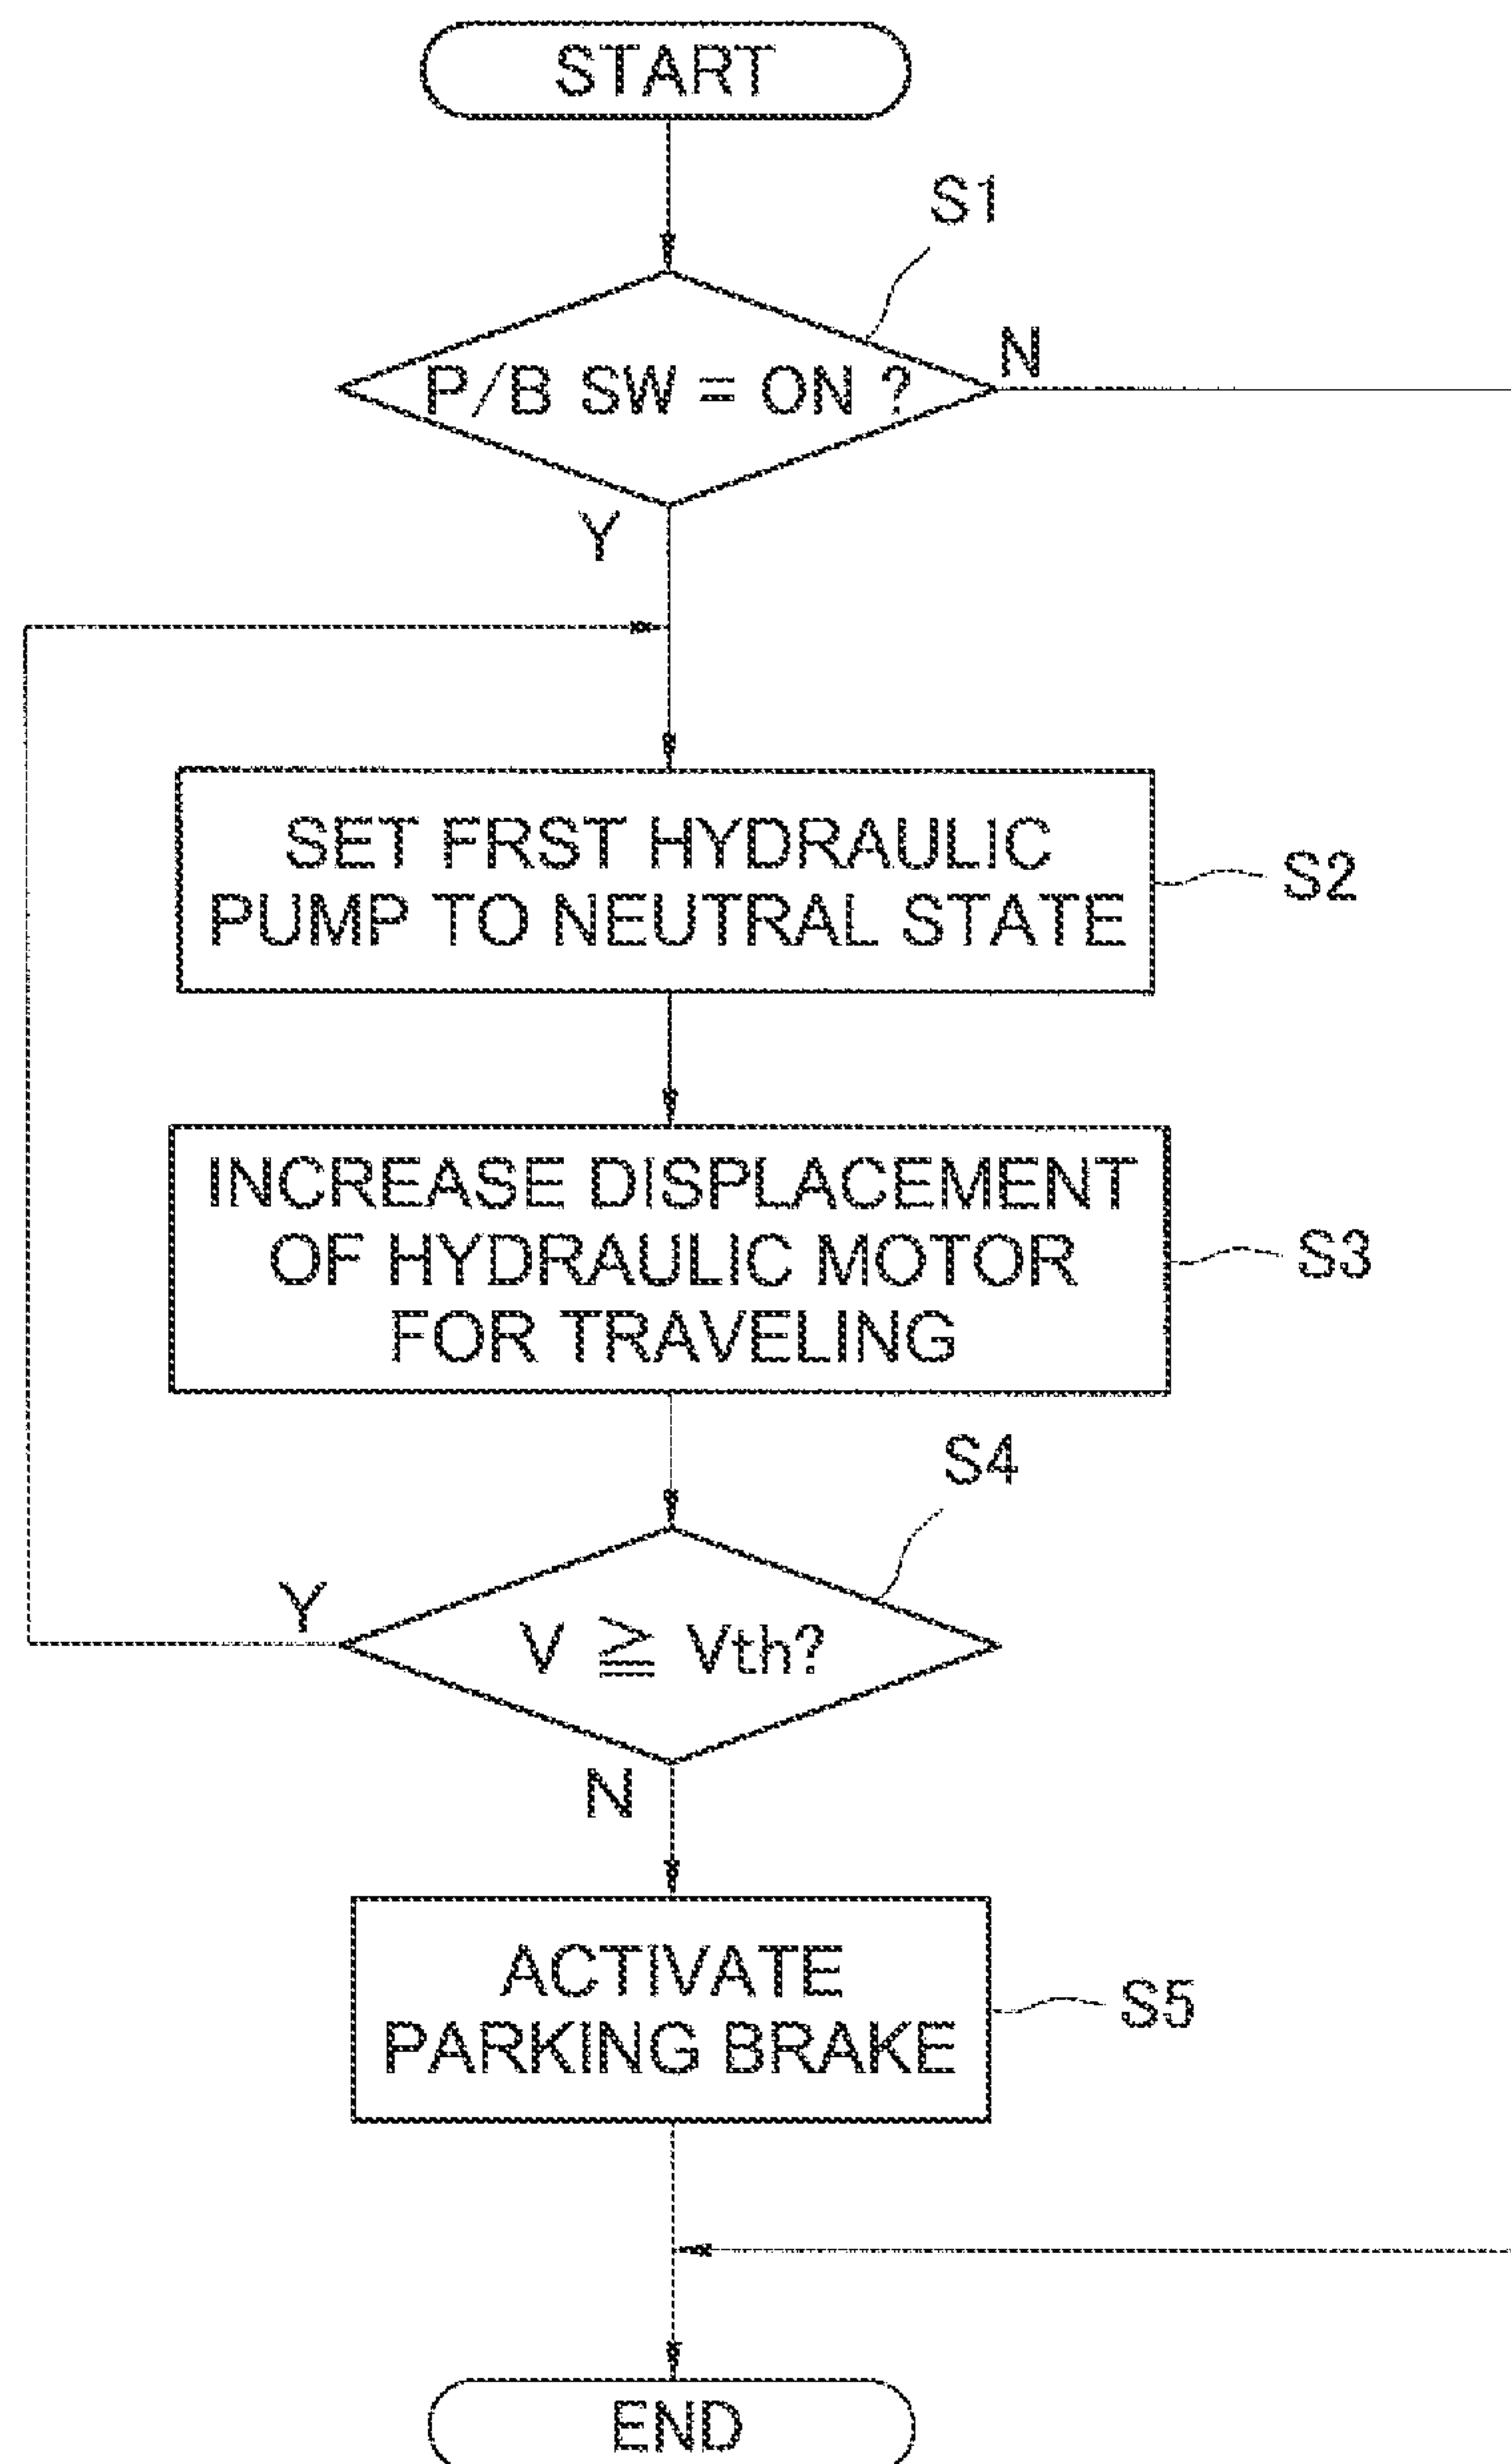 START
S1
P/B SW = ON ?
N
Y
SET FRST HYDRAULIC
PUMP TO NEUTRAL STATE
S2
INCREASE DISPLACEMENT
OF HYDRAULIC MOTOR
FOR TRAVELING
S3
S4
Y
V ≧ Vth?
N
ACTIVATE
PARKING BRAKE
S5
END